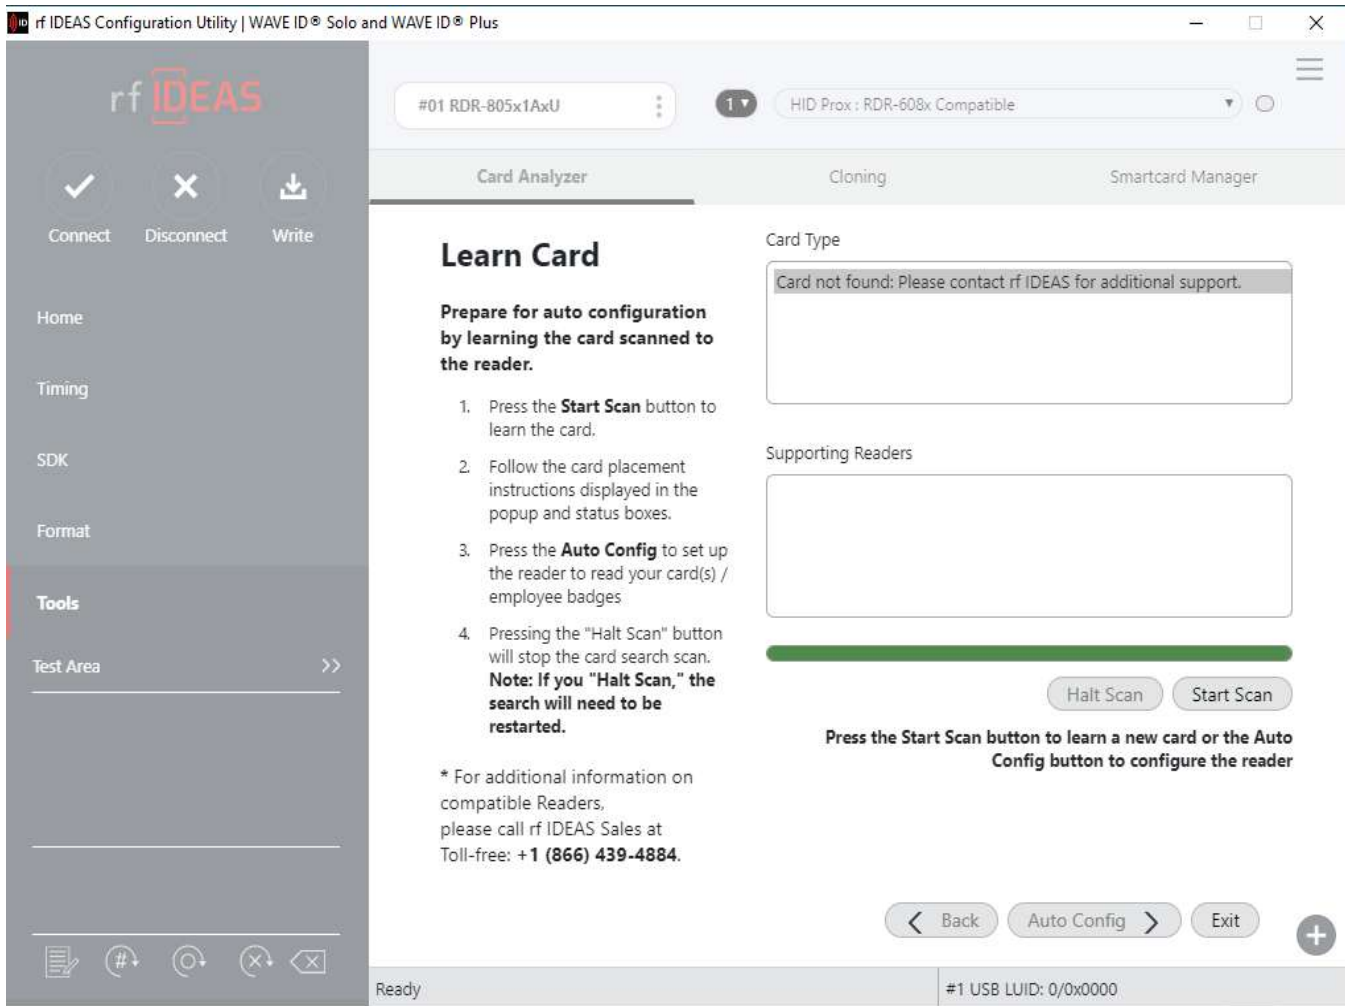 rf IDEAS Configuration Utility | WAVE ID® Solo and WAVE ID® Plus
rf IDEAS
Connect
Disconnect
Write
Home
Timing
SDK
Format
Tools
Test Area >>
#01 RDR-805x1AxU
1
HID Prox : RDR-608x Compatible
Card Analyzer
Cloning
Smartcard Manager
Learn Card
Prepare for auto configuration
by learning the card scanned to
the reader.
1. Press the Start Scan button to
learn the card.
2. Follow the card placement
instructions displayed in the
popup and status boxes.
3. Press the Auto Config to set up
the reader to read your card(s) /
employee badges
4. Pressing the "Halt Scan" button
will stop the card search scan.
Note: If you "Halt Scan," the
search will need to be
restarted.
* For additional information on
compatible Readers,
please call rf IDEAS Sales at
Toll-free: +1 (866) 439-4884.
Card Type
Card not found: Please contact rf IDEAS for additional support.
Supporting Readers
Halt Scan
Start Scan
Press the Start Scan button to learn a new card or the Auto
Config button to configure the reader
Back
Auto Config
Exit
Ready
#1 USB LUID: 0/0x0000